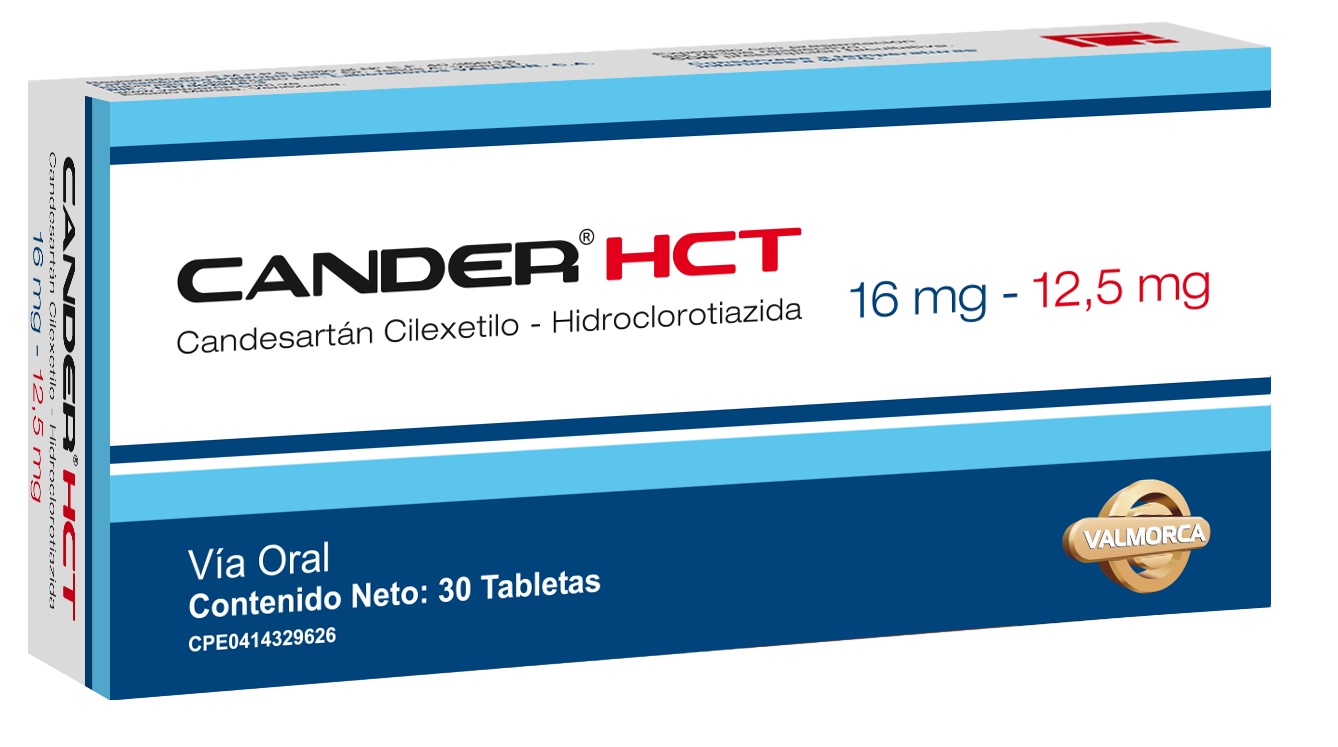 CANDER® HCT
Candesartán Cilexetilo - Hidroclorotiazida
16 mg - 12,5 mg
Vía Oral
Contenido Neto: 30 Tabletas
CPE0414329626
VALMORCA
CANDER® HCT
Candesartán Cilexetilo - Hidroclorotiazida
16 mg - 12,5 mg